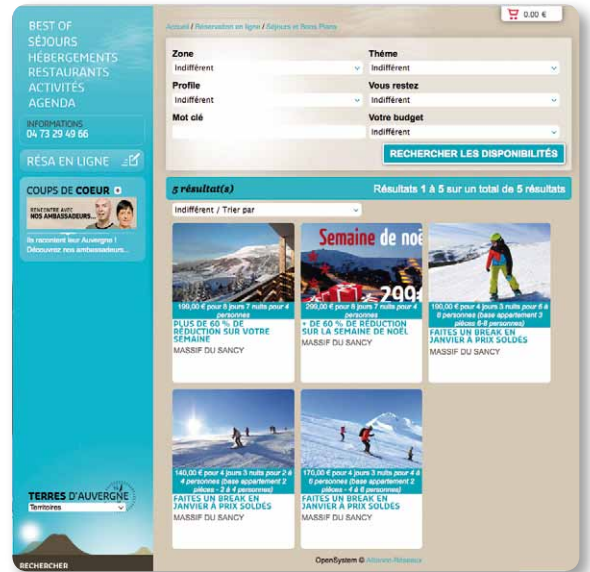 BEST OF
SÉJOURS
HÉBERGEMENTS
RESTAURANTS
ACTIVITÉS
AGENDA
INFORMATIONS
04 73 29 49 66
RÉSA EN LIGNE
COUPS DE COEUR
RENCONTRE AVEC
NOS AMBASSADEURS...
Ils racontent leur Auvergne !
Découvrez nos ambassadeurs...
TERRES D'AUVERGNE
Territoires
RECHERCHER
0.00 €
Accueil / Réservation en ligne / Séjours et Bons Plans
Zone
Indifférent
Thème
Indifférent
Profile
Indifférent
Vous restez
Indifférent
Mot clé
Votre budget
Indifférent
RECHERCHER LES DISPONIBILITÉS
5 résultat(s)
Résultats 1 à 5 sur un total de 5 résultats
Indifférent / Trier par
199,00 € pour 8 jours 7 nuits pour 4
personnes
PLUS DE 60 % DE
RÉDUCTION SUR VOTRE
SEMAINE
MASSIF DU SANCY
Semaine de noë
299€
299,00 € pour 8 jours 7 nuits pour 4
personnes
+ DE 60 % DE RÉDUCTION
SUR LA SEMAINE DE NOËL
MASSIF DU SANCY
190,00 € pour 4 jours 3 nuits pour 6 à
8 personnes (base appartement 3
pièces 6-8 personnes)
FAITES UN BREAK EN
JANVIER À PRIX SOLDÉS
MASSIF DU SANCY
140,00 € pour 4 jours 3 nuits pour 2 à
4 personnes (base appartement 2
pièces - 2 à 4 personnes)
FAITES UN BREAK EN
JANVIER À PRIX SOLDÉS
MASSIF DU SANCY
170,00 € pour 4 jours 3 nuits pour 4 à
6 personnes (base appartement 2
pièces - 4 à 6 personnes)
FAITES UN BREAK EN
JANVIER À PRIX SOLDÉS
MASSIF DU SANCY
OpenSystem © Alliance-Réseaux